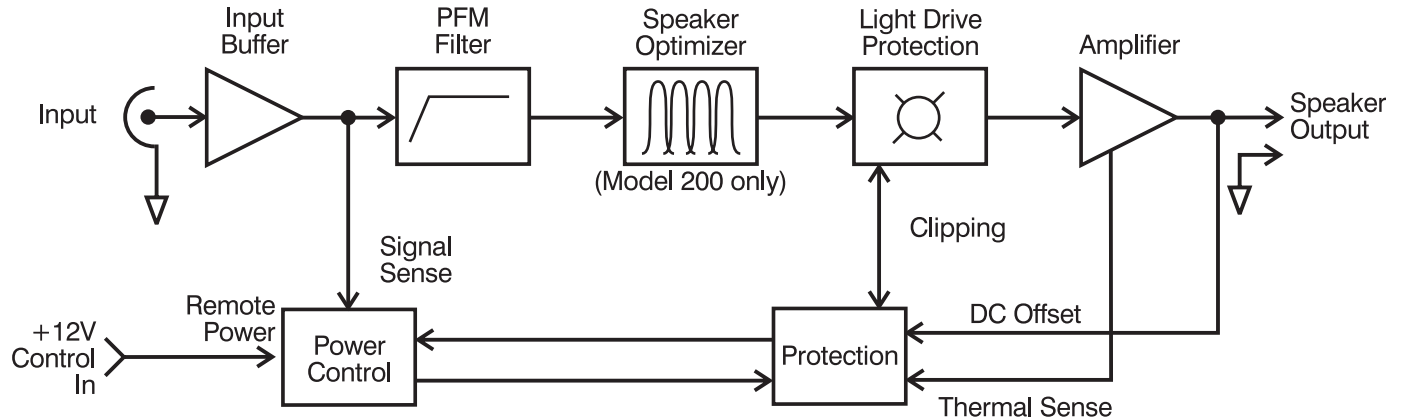 Input
Buffer
PFM
Filter
Speaker
Optimizer
Light Drive
Protection
Amplifier
Input
Speaker
Output
(Model 200 only)
Signal
Sense
Clipping
Remote
Power
+12V
Control
In
Power
Control
Protection
DC Offset
Thermal Sense